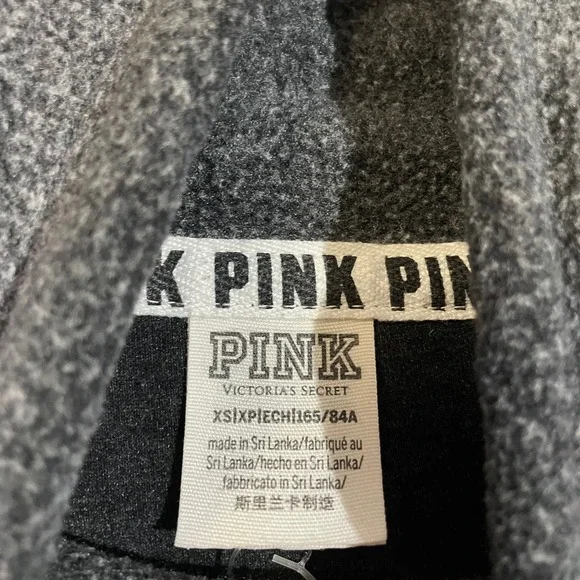 K PINK PIN
PINK
VICTORIA'S SECRET
XS|XP|ECH|165/84A
made in Sri Lanka/fabriqué au
Sri Lanka/hecho en Sri Lanka/
fabbricato in Sri Lanka/
斯里兰卡制造